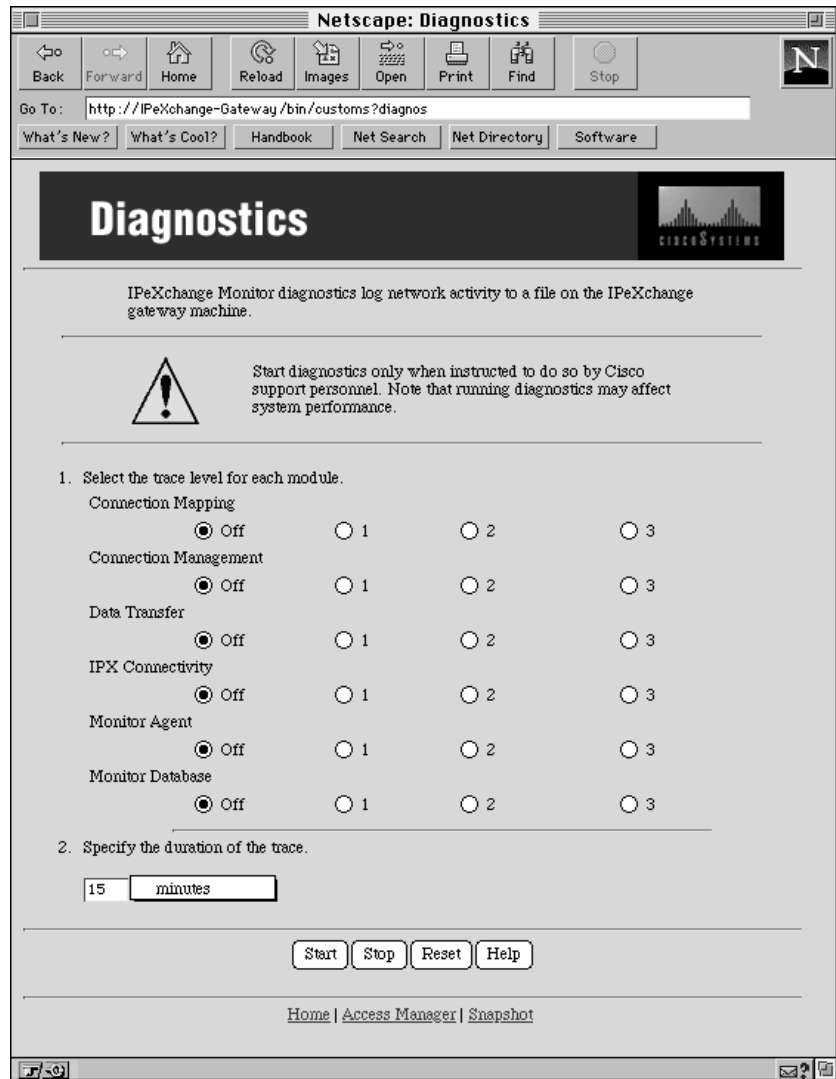 Netscape: Diagnostics
Back Forward Home Reload Images Open Print Find Stop
N
Go To: http://IPeXchange-Gateway/bin/customs?diagnos
What's New? What's Cool? Handbook Net Search Net Directory Software
Diagnostics
CISCO SYSTEMS
IPeXchange Monitor diagnostics log network activity to a file on the IPeXchange
gateway machine.
Start diagnostics only when instructed to do so by Cisco
support personnel. Note that running diagnostics may affect
system performance.
1. Select the trace level for each module.
Connection Mapping
Off 1 2 3
Connection Management
Off 1 2 3
Data Transfer
Off 1 2 3
IPX Connectivity
Off 1 2 3
Monitor Agent
Off 1 2 3
Monitor Database
Off 1 2 3
2. Specify the duration of the trace.
15 minutes
Start Stop Reset Help
Home | Access Manager | Snapshot
?